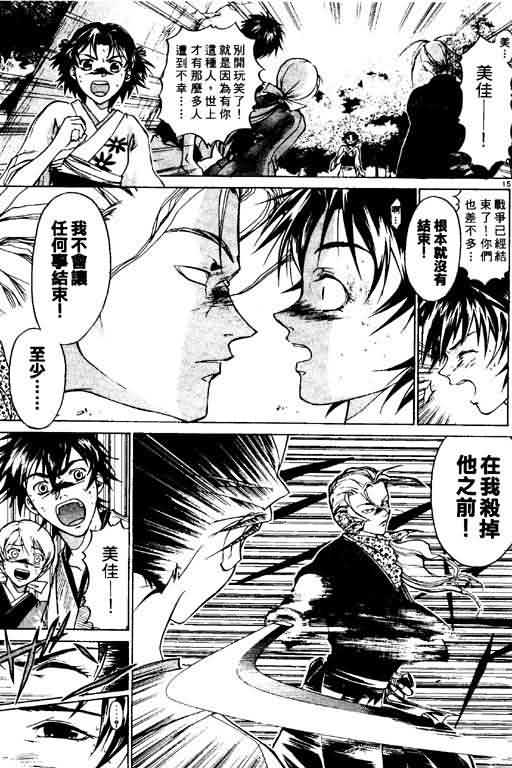 美…
美佳——！
別開玩笑了！
就是因為有你
這種人，世上
才有那麼多人
遭到不幸……
15
戰爭已經結
束了！你們
也差不多…
根本就沒有
結束！
啊…
我不會讓
任何事結束！
至少……
在我殺掉
他之前！
美佳——！